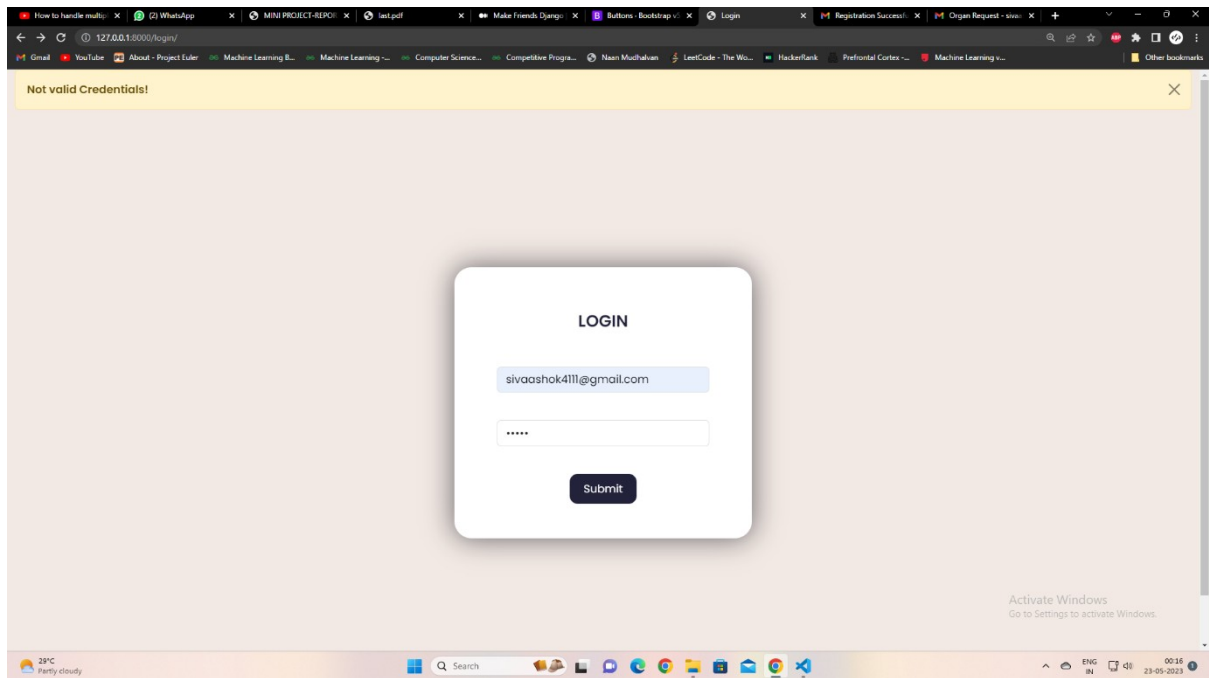 How to handle multip
(2) WhatsApp
MINI PROJECT-REPOR
last.pdf
Make Friends Django
Buttons · Bootstrap v5
Login
Registration Successfu
Organ Request - sivas
127.0.0.1:8000/login/
Gmail
YouTube
About - Project Euler
Machine Learning B...
Machine Learning -...
Computer Science...
Competitive Progra...
Naan Mudhalvan
LeetCode - The Wo...
HackerRank
Prefrontal Cortex -...
Machine Learning v...
Other bookmarks
Not valid Credentials!
LOGIN
sivaashok4111@gmail.com
Submit
Activate Windows
Go to Settings to activate Windows.
29°C
Partly cloudy
Search
ENG
IN
00:16
23-05-2023